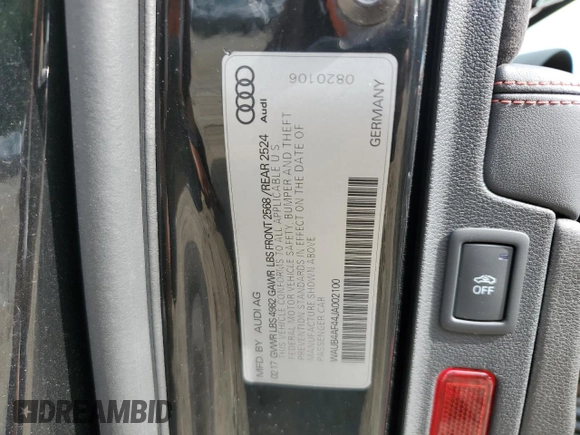 0820106
Audi
GERMANY
MFD BY AUDI AG
02 17 GVWR LBS 4982 GAWR LBS FRONT 2568 / REAR 2524
THIS VEHICLE CONFORMS TO ALL APPLICABLE U S
FEDERAL MOTOR VEHICLE SAFETY, BUMPER AND THEFT
PREVENTION STANDARDS IN EFFECT ON THE DATE OF
MANUFACTURE SHOWN ABOVE
PASSENGER CAR
WAUB4AF44JA002100
OFF
DREAMBID